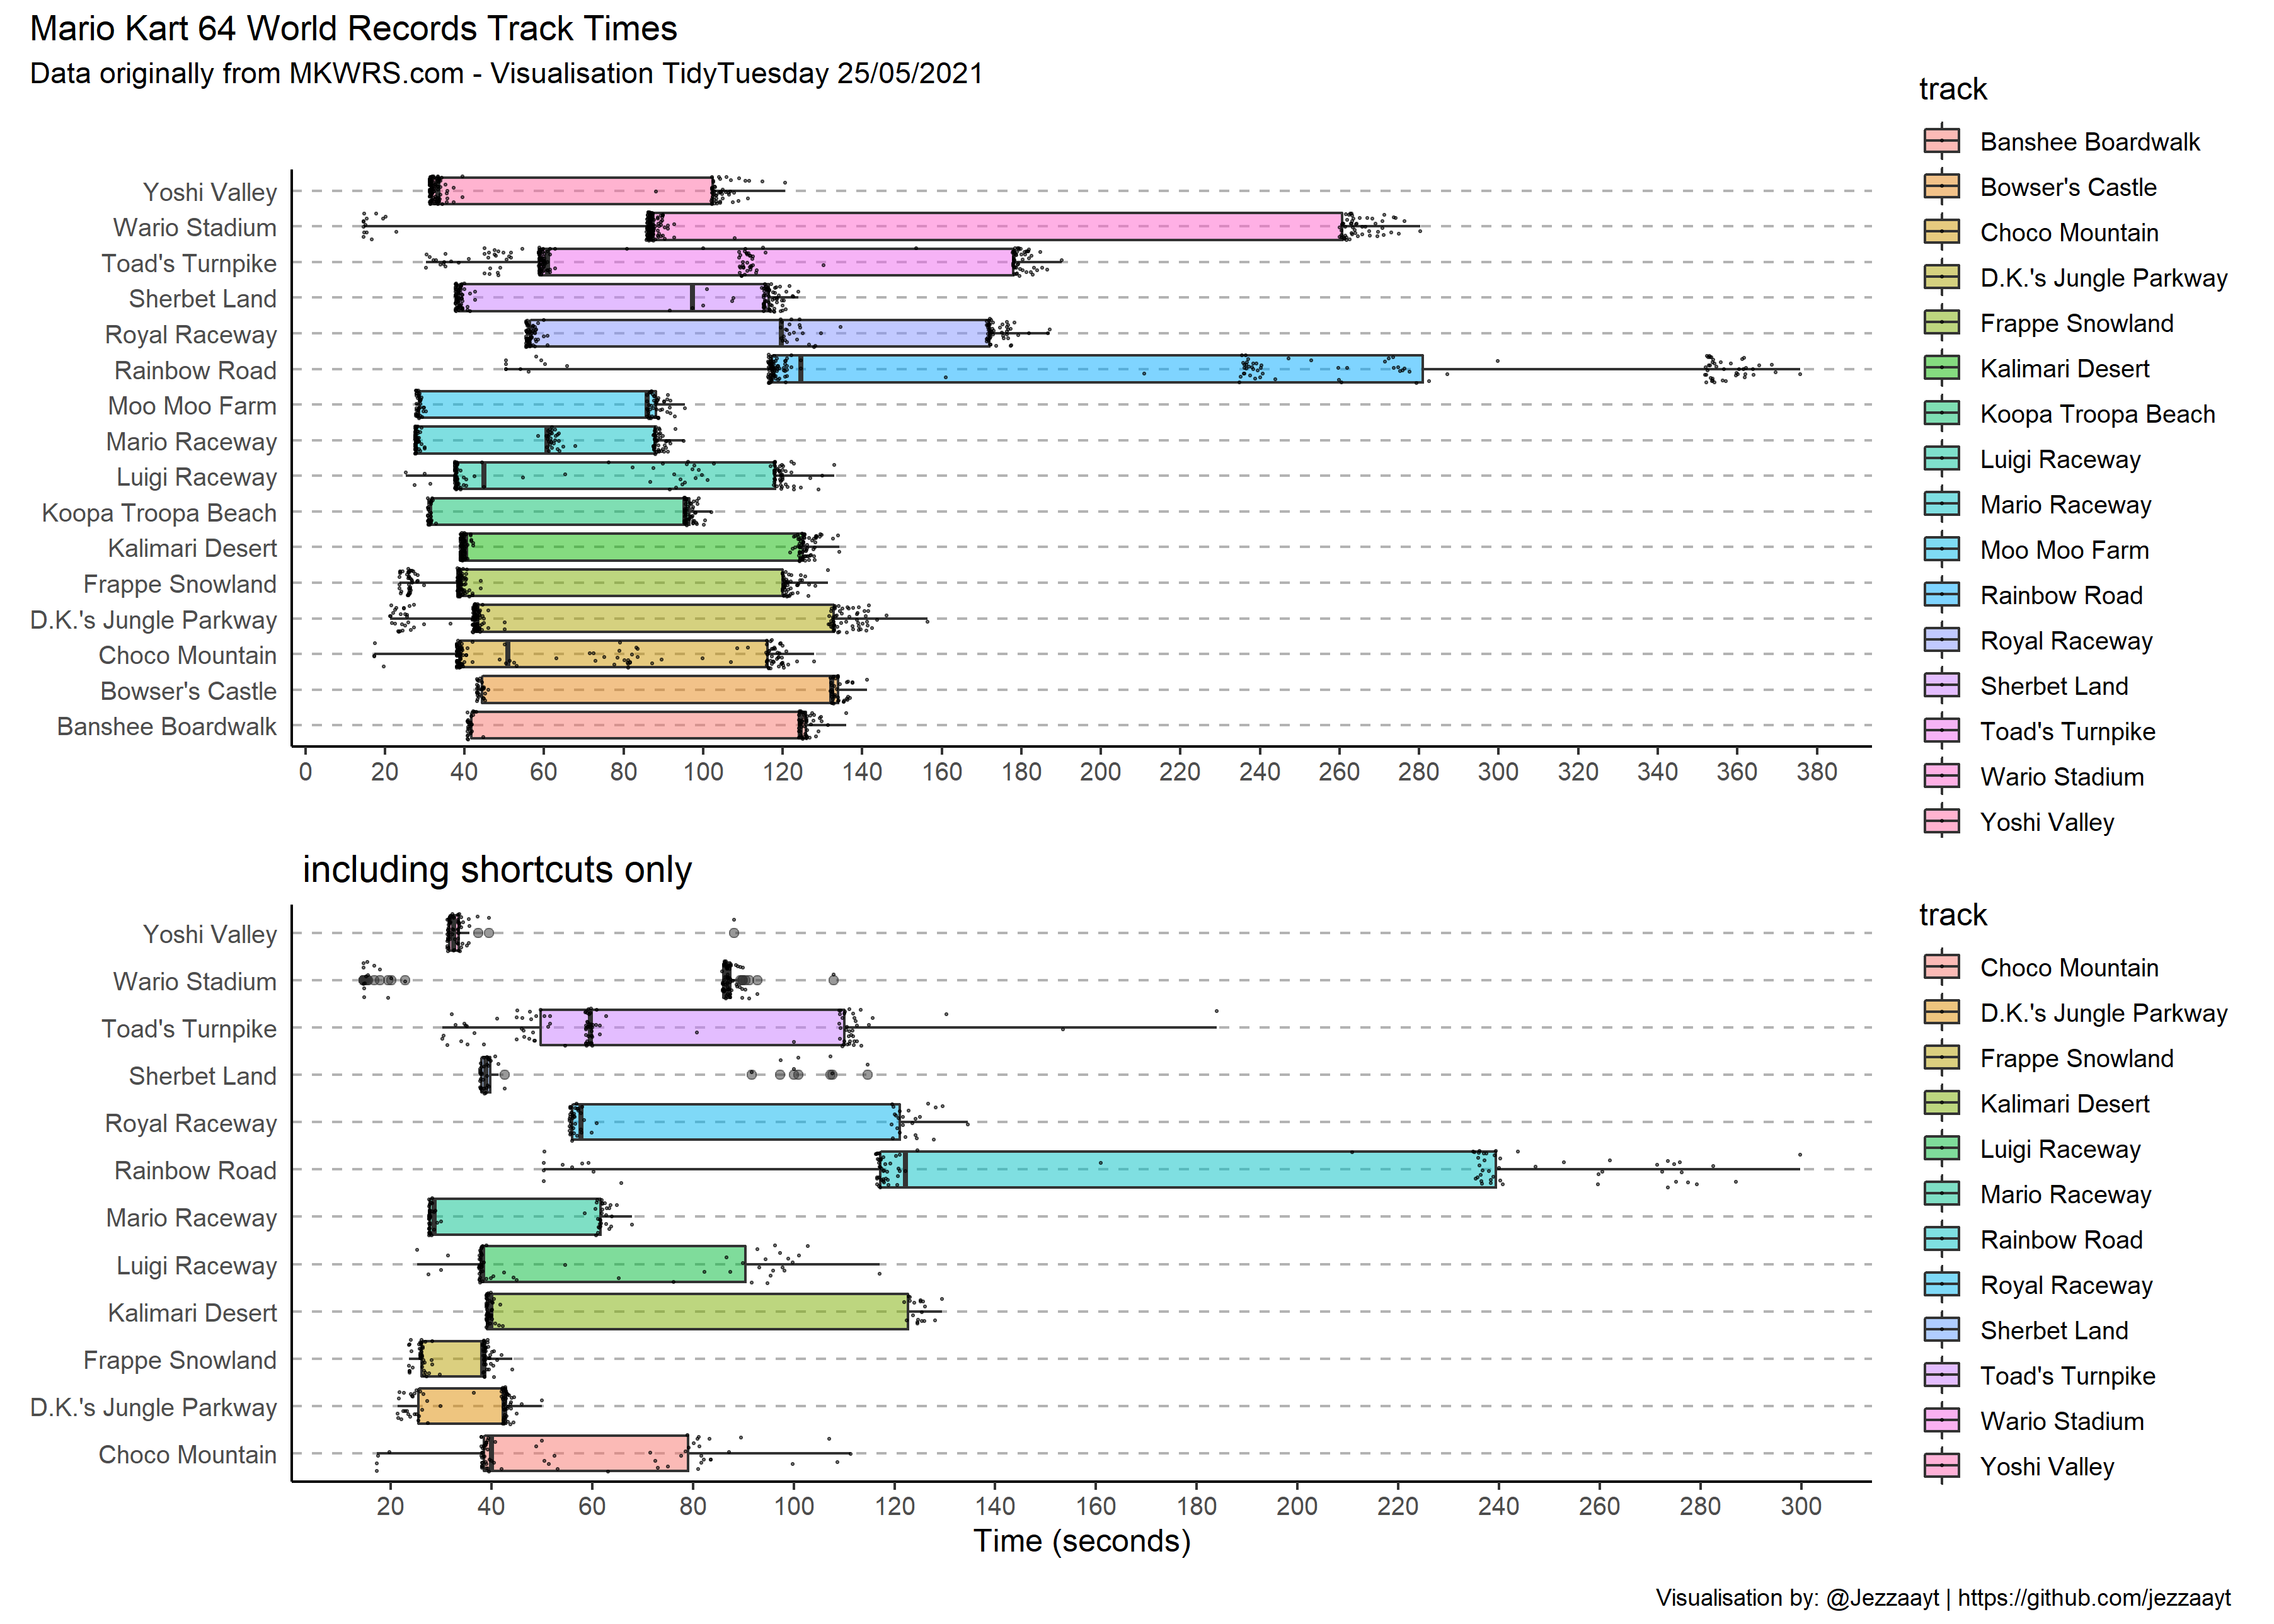 Mario Kart 64 World Records Track Times
Data originally from MKWRS.com - Visualisation TidyTuesday 25/05/2021
Yoshi Valley
Wario Stadium
Toad's Turnpike
Sherbet Land
Royal Raceway
Rainbow Road
Moo Moo Farm
Mario Raceway
Luigi Raceway
Koopa Troopa Beach
Kalimari Desert
Frappe Snowland
D.K.'s Jungle Parkway
Choco Mountain
Bowser's Castle
Banshee Boardwalk
0 20 40 60 80 100 120 140 160 180 200 220 240 260 280 300 320 340 360 380
track
Banshee Boardwalk
Bowser's Castle
Choco Mountain
D.K.'s Jungle Parkway
Frappe Snowland
Kalimari Desert
Koopa Troopa Beach
Luigi Raceway
Mario Raceway
Moo Moo Farm
Rainbow Road
Royal Raceway
Sherbet Land
Toad's Turnpike
Wario Stadium
Yoshi Valley
including shortcuts only
Yoshi Valley
Wario Stadium
Toad's Turnpike
Sherbet Land
Royal Raceway
Rainbow Road
Mario Raceway
Luigi Raceway
Kalimari Desert
Frappe Snowland
D.K.'s Jungle Parkway
Choco Mountain
20 40 60 80 100 120 140 160 180 200 220 240 260 280 300
Time (seconds)
track
Choco Mountain
D.K.'s Jungle Parkway
Frappe Snowland
Kalimari Desert
Luigi Raceway
Mario Raceway
Rainbow Road
Royal Raceway
Sherbet Land
Toad's Turnpike
Wario Stadium
Yoshi Valley
Visualisation by: @Jezzaayt | https://github.com/jezzaayt